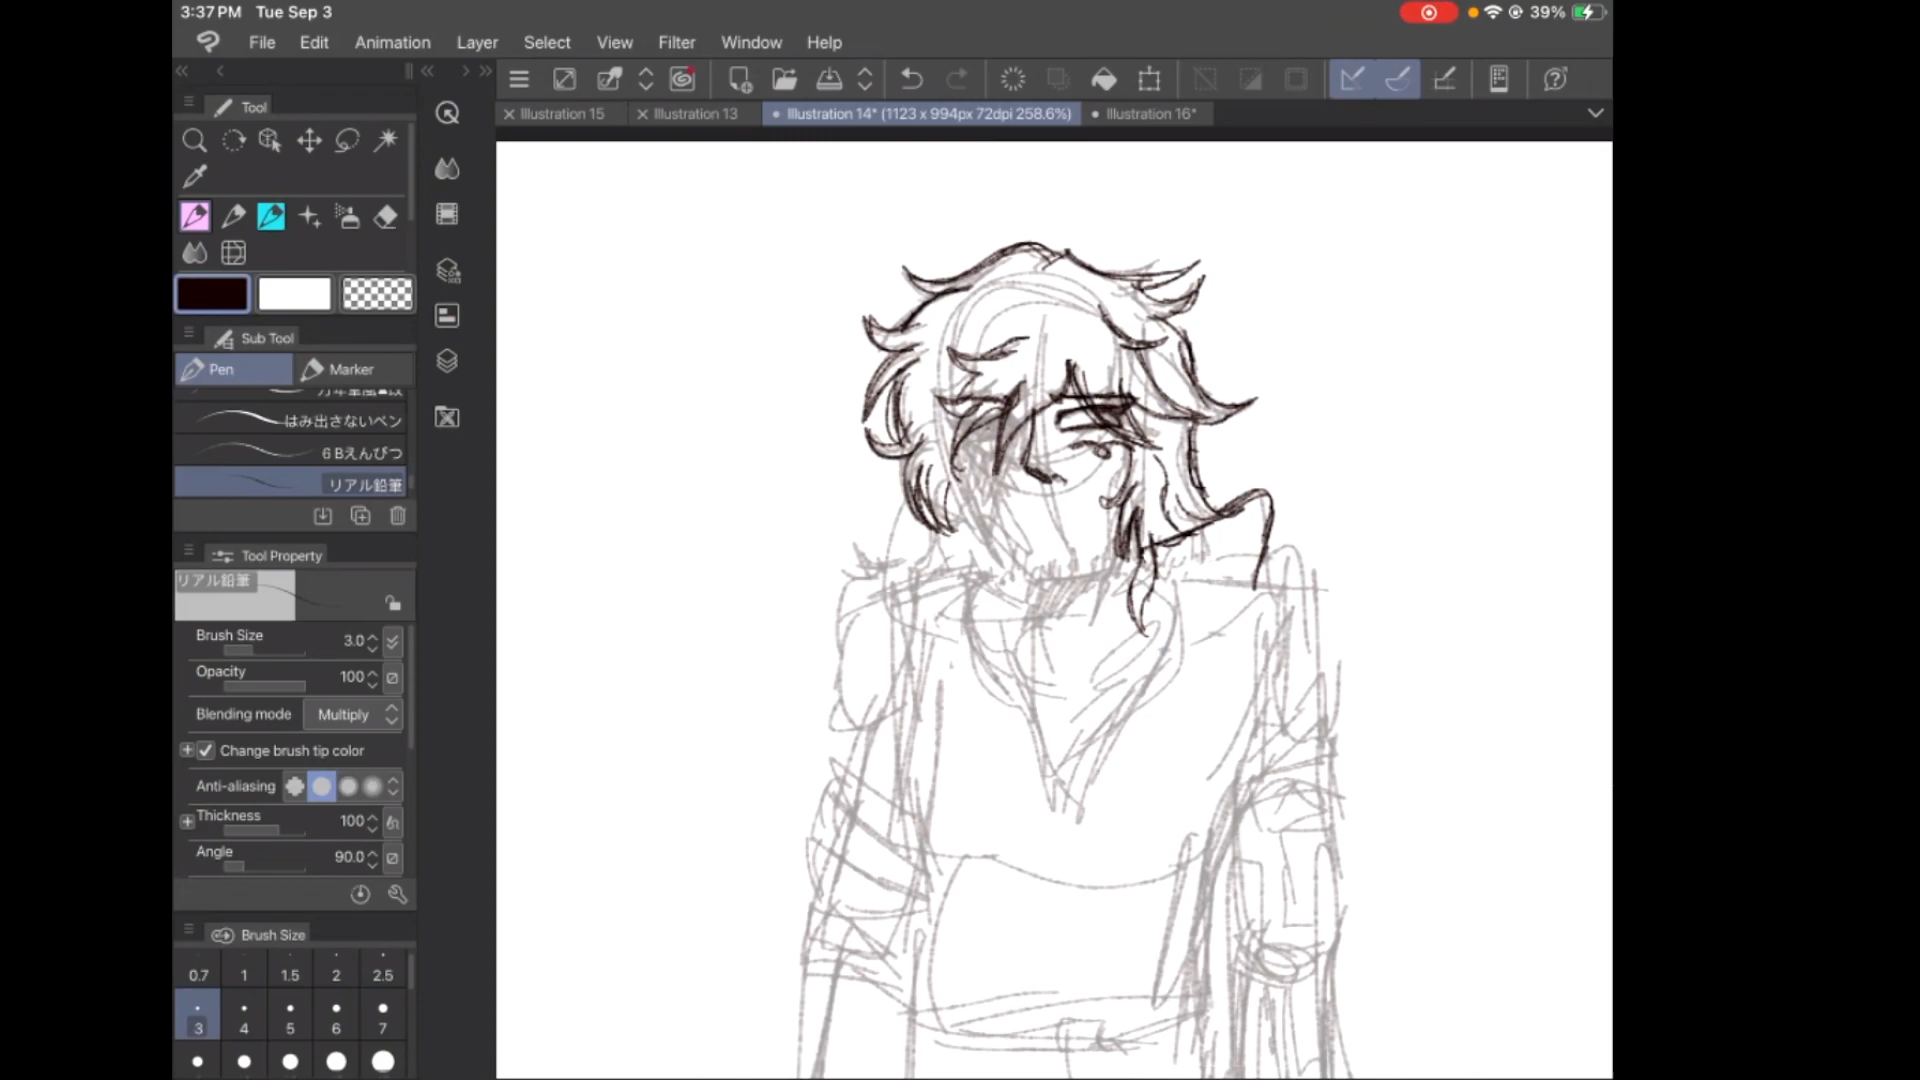 3:37 PM Tue Sep 3
39%
File Edit Animation Layer Select View Filter Window Help
Tool
Illustration 15
Illustration 13
Illustration 14* (1123 x 994px 72dpi 258.6%)
Illustration 16*
Sub Tool
Pen
Marker
はみ出さないペン
6Bえんぴつ
リアル鉛筆
Tool Property
リアル鉛筆
Brush Size 3.0
Opacity 100
Blending mode Multiply
Change brush tip color
Anti-aliasing
Thickness 100
Angle 90.0
Brush Size
0.7 1 1.5 2 2.5
3 4 5 6 7